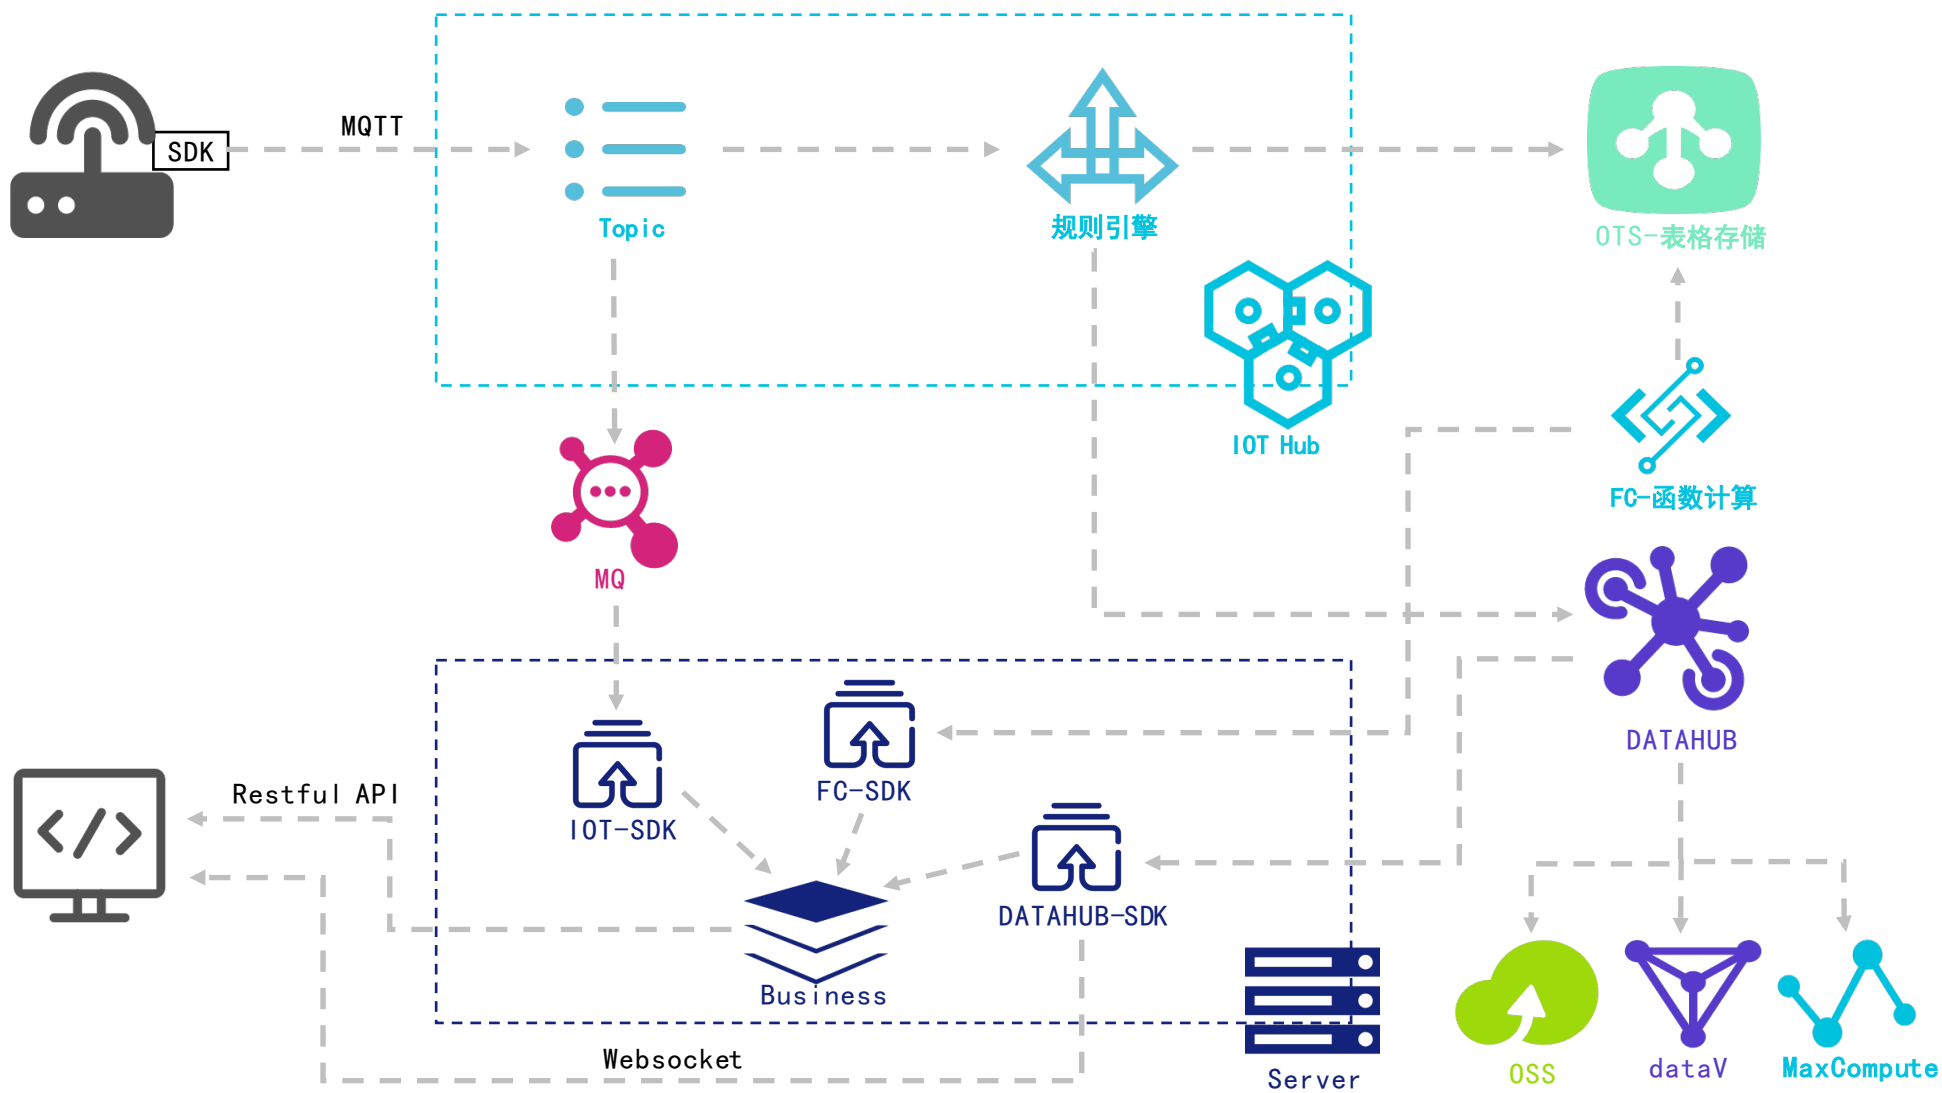 MQTT
SDK
Topic
规则引擎
OTS-表格存储
IOT Hub
FC-函数计算
MQ
DATAHUB
FC-SDK
Restful API
IOT-SDK
DATAHUB-SDK
Business
Websocket
Server
OSS
dataV
MaxCompute